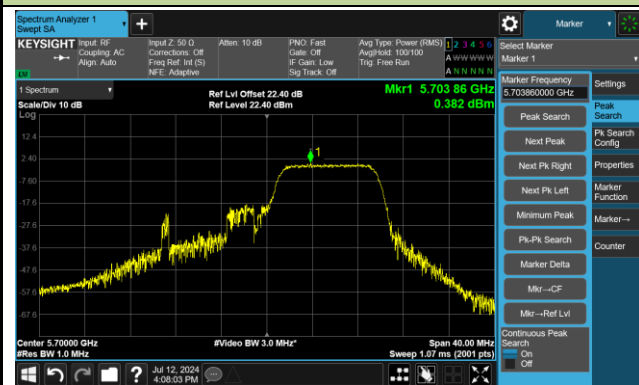 Spectrum Analyzer 1
Swept SA
Marker
KEYSIGHT
Input: RF
Coupling: AC
Align: Auto
Input Z: 50 Ω
Corrections: Off
Freq Ref: Int (S)
NFE: Adaptive
Atten: 10 dB
PNO: Fast
Gate: Off
IF Gain: Low
Sig Track: Off
Avg Type: Power (RMS)
Avg|Hold: 100/100
Trig: Free Run
1 2 3 4 5 6
A W W W W W
A N N N N N
Select Marker
Marker 1
1 Spectrum
Scale/Div 10 dB
Log
Ref Lvl Offset 22.40 dB
Ref Level 22.40 dBm
Mkr1 5.703 86 GHz
0.382 dBm
12.4
2.40
-7.60
-17.6
-27.6
-37.6
-47.6
-57.6
-67.6
1
Center 5.70000 GHz
#Res BW 1.0 MHz
#Video BW 3.0 MHz*
Span 40.00 MHz
Sweep 1.07 ms (2001 pts)
Marker Frequency
5.703860000 GHz
Peak Search
Next Peak
Next Pk Right
Next Pk Left
Minimum Peak
Pk-Pk Search
Marker Delta
Mkr→CF
Mkr→Ref Lvl
Continuous Peak
Search
On
Off
Settings
Peak
Search
Pk Search
Config
Properties
Marker
Function
Marker→
Counter
Jul 12, 2024
4:08:03 PM